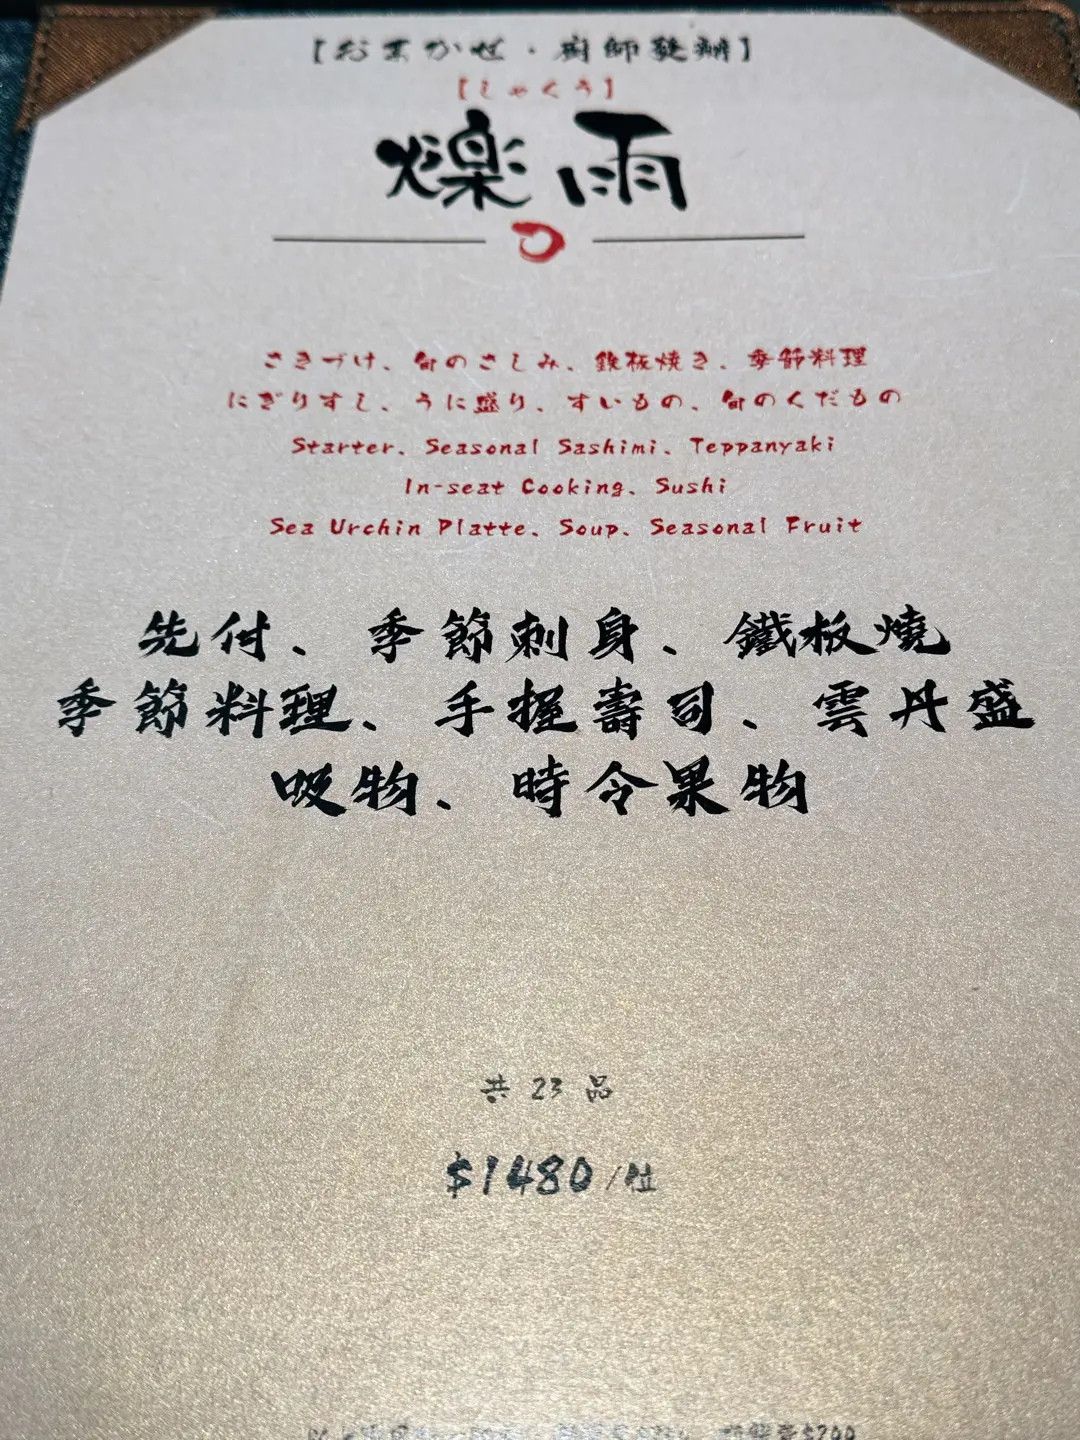 【おまかせ・廚師發辦】
【しゃくう】
爍雨
さきづけ、旬のさしみ、鉄板焼き、季節料理
にぎりずし、うに盛り、すいもの、旬のくだもの
Starter、Seasonal Sashimi、Teppanyaki
In-seat Cooking、Sushi
Sea Urchin Platte、Soup、Seasonal Fruit
先付、季節刺身、鐵板燒
季節料理、手握壽司、雲丹盛
吸物、時令果物
共 23 品
$1480/位